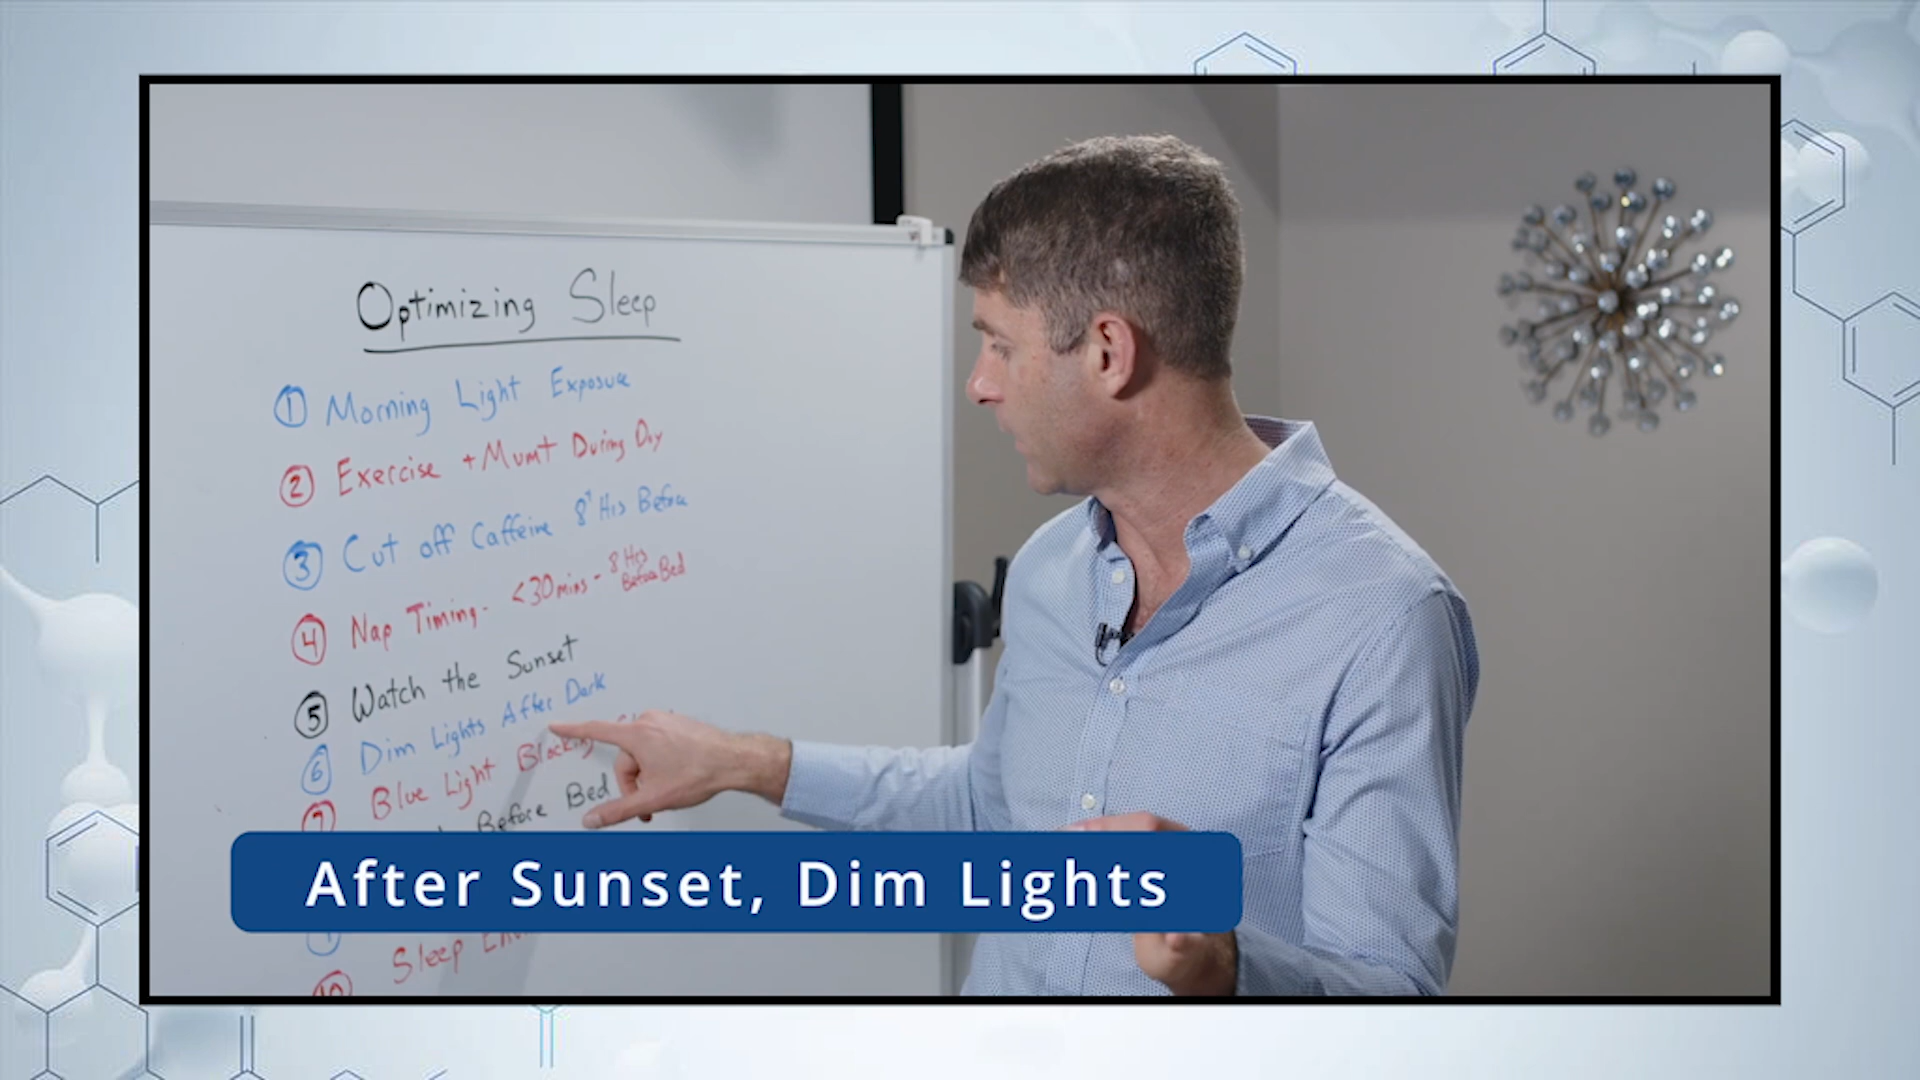 Optimizing Sleep
① Morning Light Exposure
② Exercise + Mvmt During Day
③ Cut off Caffeine 8+ Hrs Before
④ Nap Timing - <30 mins - 8 Hrs Before Bed
⑤ Watch the Sunset
⑥ Dim Lights After Dark
⑦ Blue Light Blocking
Before Bed
After Sunset, Dim Lights
Sleep
⑩